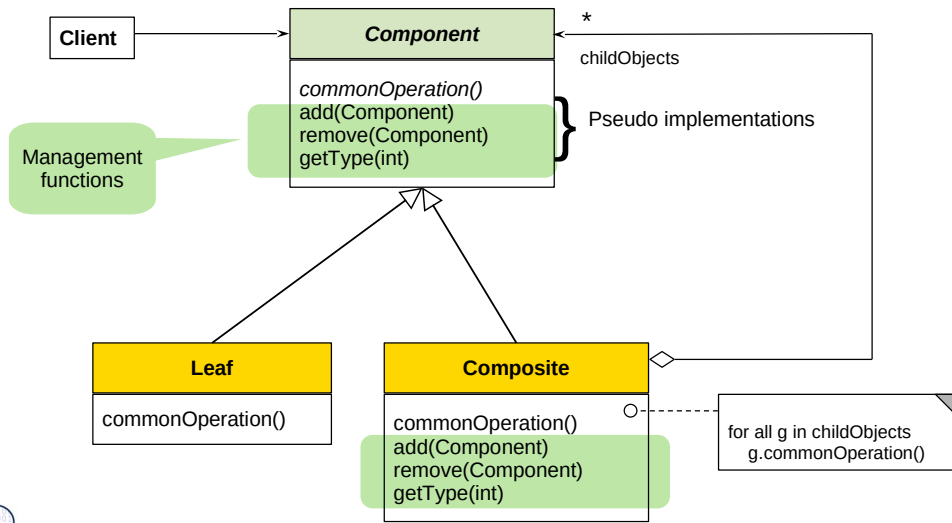 Client
Component
*
childObjects
commonOperation()
add(Component)
remove(Component)
getType(int)
}
Pseudo implementations
Management
functions
Leaf
commonOperation()
Composite
commonOperation()
add(Component)
remove(Component)
getType(int)
for all g in childObjects
g.commonOperation()